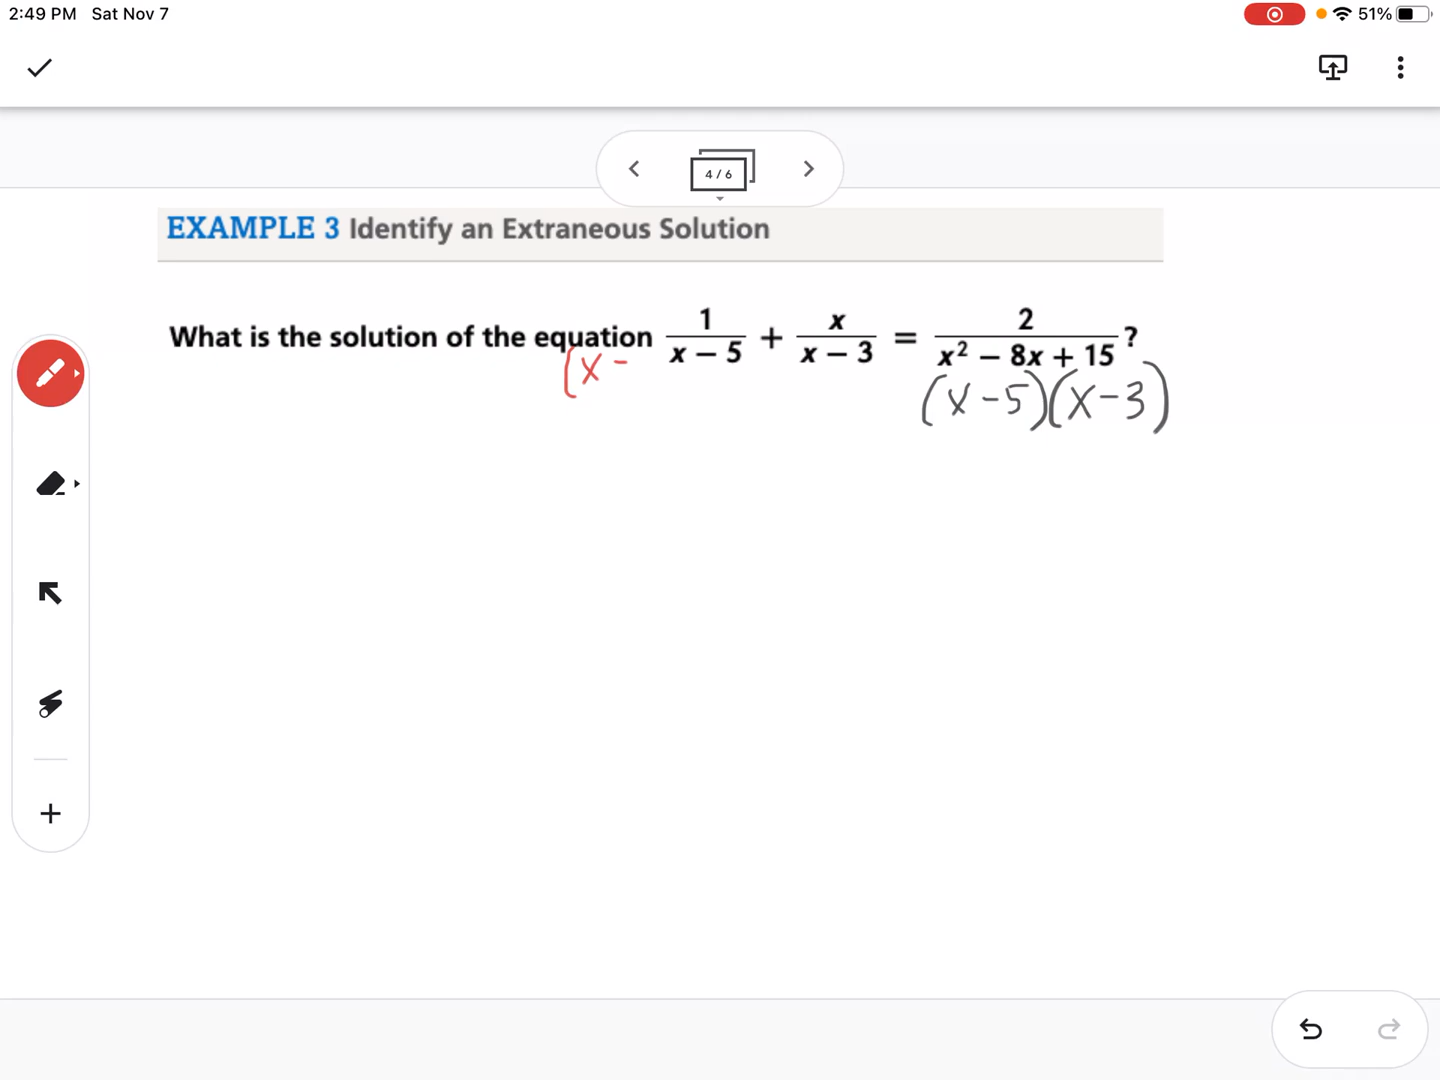 2:49 PM Sat Nov 7 51%
4 / 6
EXAMPLE 3 Identify an Extraneous Solution
What is the solution of the equation 1/(x − 5) + x/(x − 3) = 2/(x² − 8x + 15)?
(x − (x − 5)(x − 3)